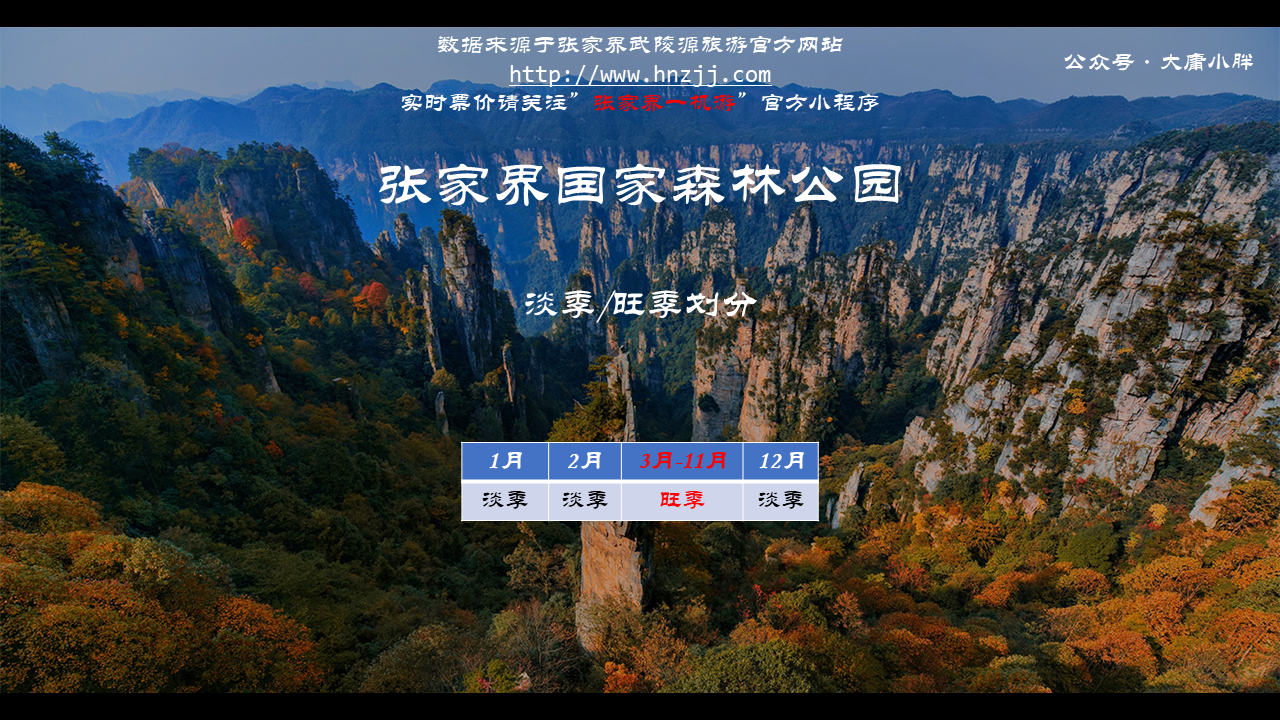 数据来源于张家界武陵源旅游官方网站
http://www.hnzjj.com
实时票价请关注”张家界一机游”官方小程序
公众号·大庸小胖
张家界国家森林公园
淡季/旺季划分
1月 2月 3月-11月 12月
淡季 淡季 旺季 淡季